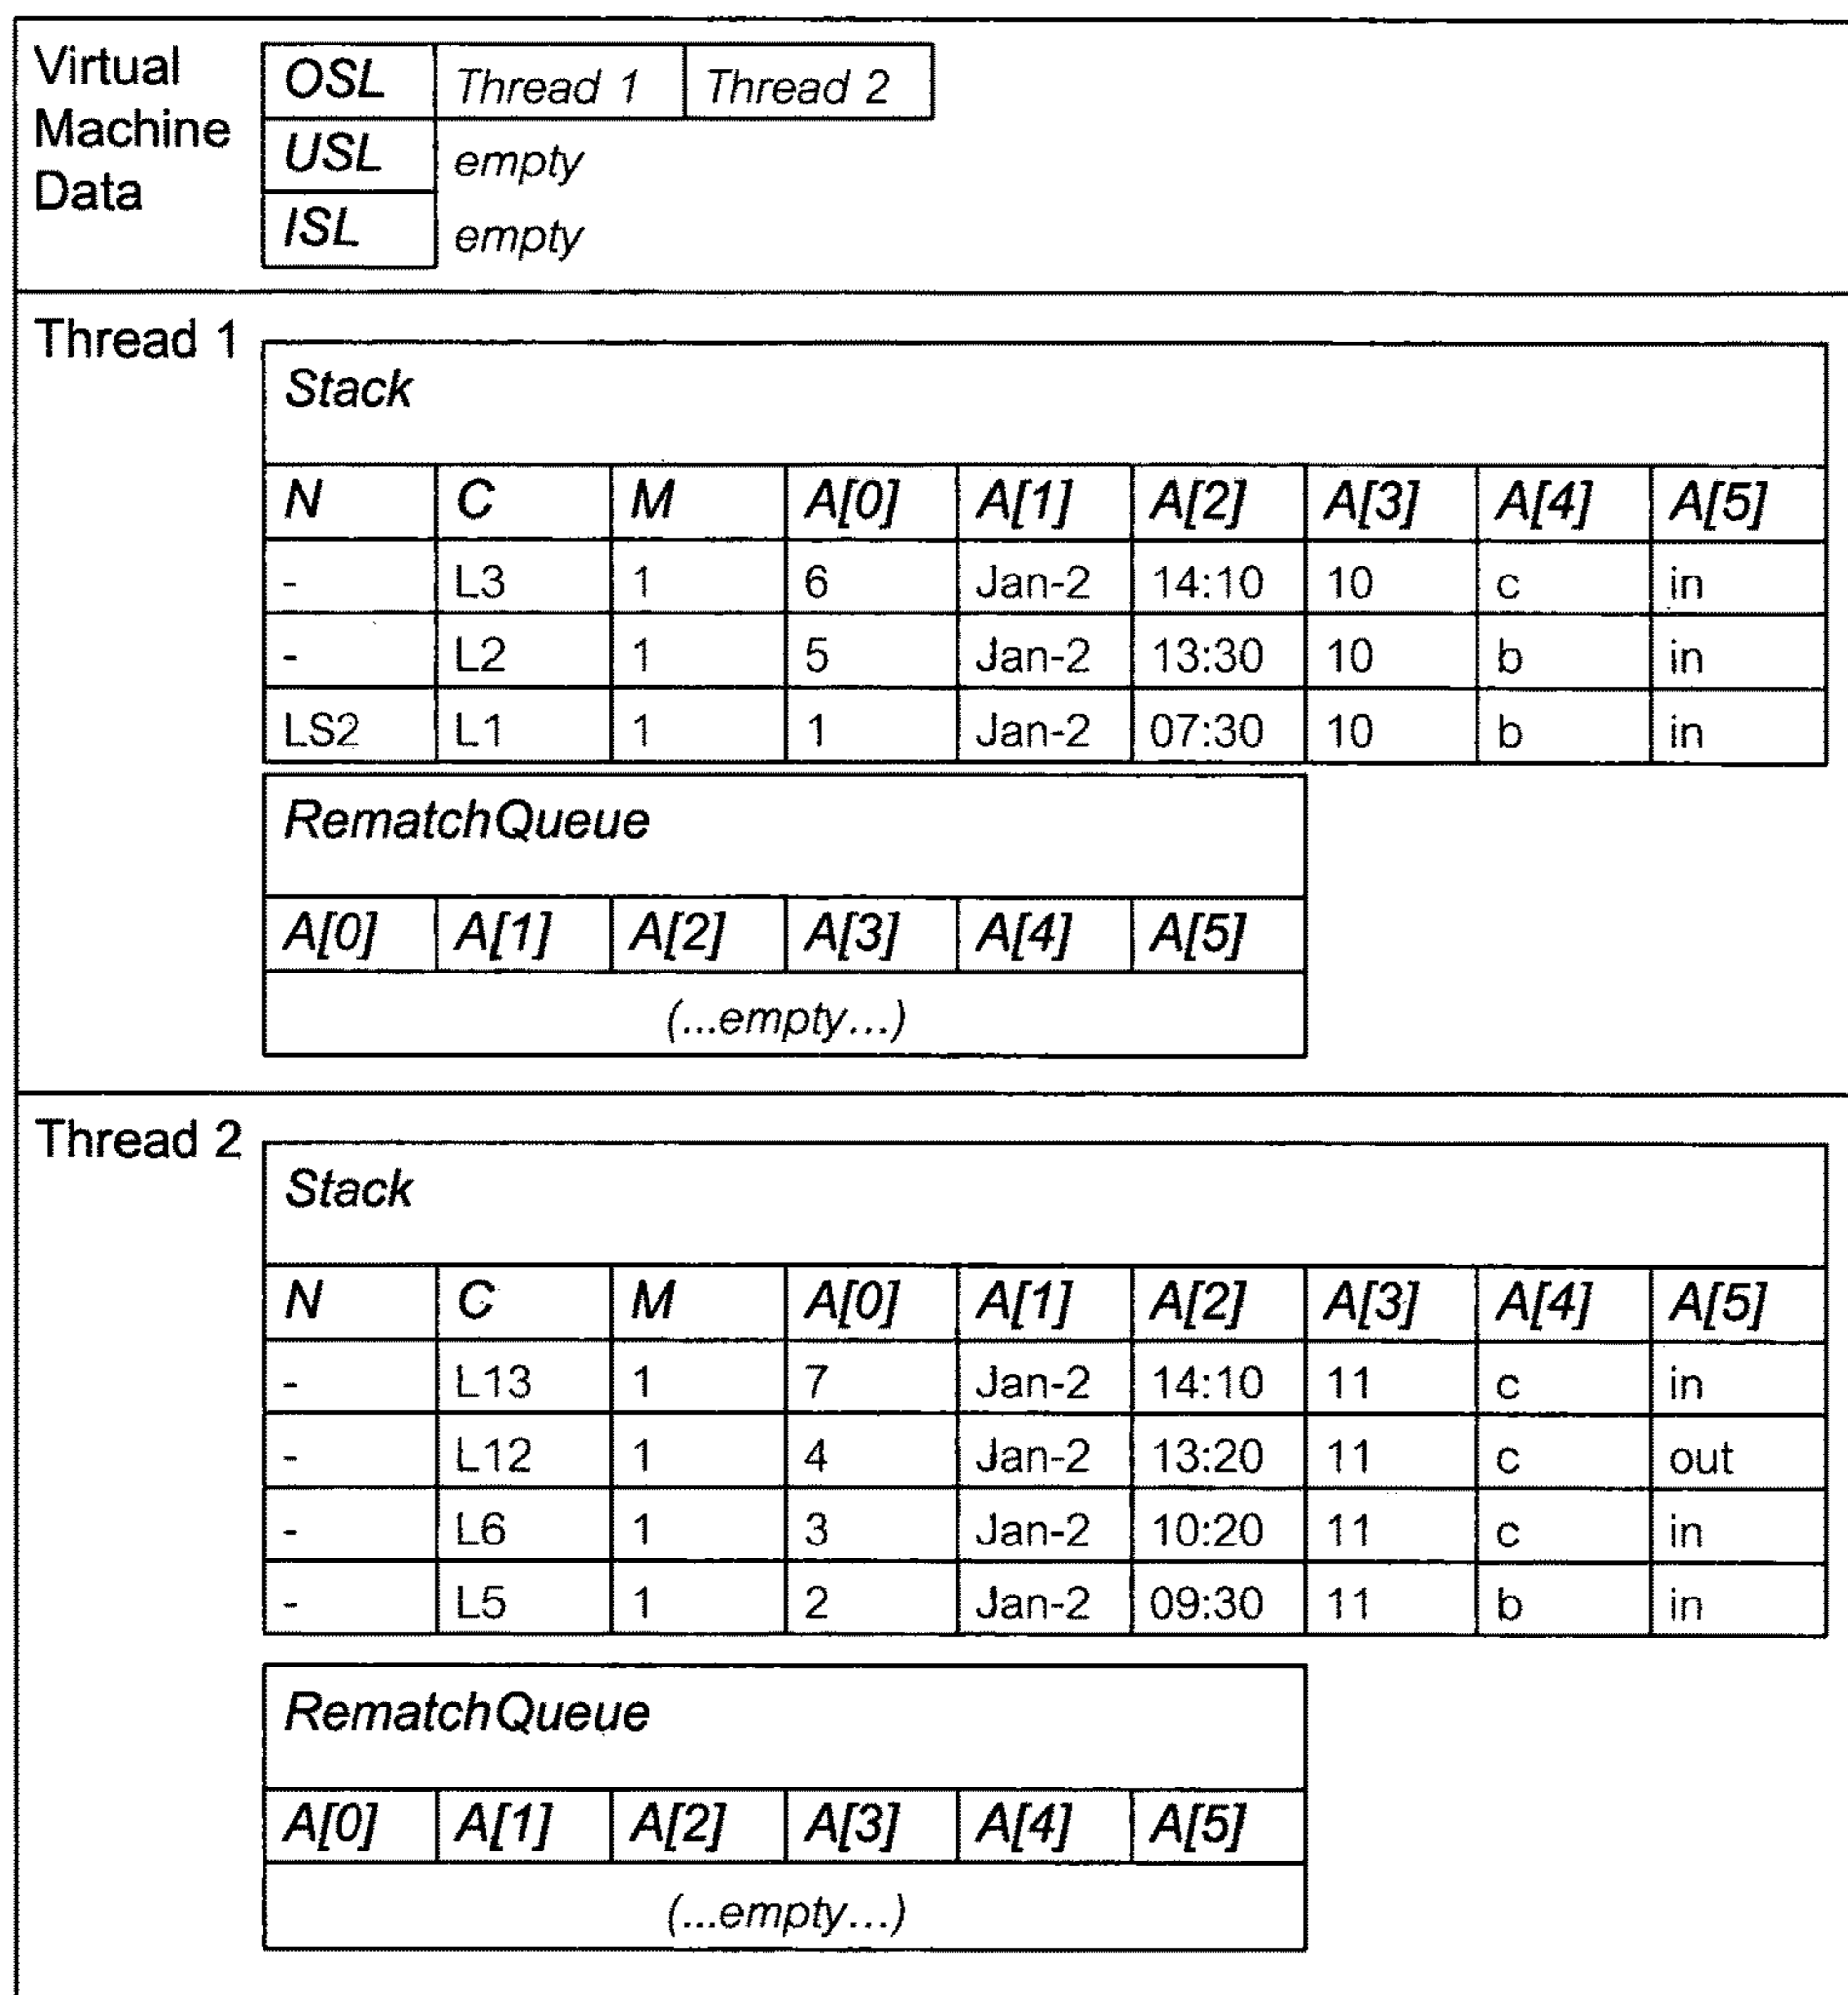 Virtual Machine Data
OSL Thread 1 Thread 2
USL empty
ISL empty
Thread 1
Stack
N C M A[0] A[1] A[2] A[3] A[4] A[5]
- L3 1 6 Jan-2 14:10 10 c in
- L2 1 5 Jan-2 13:30 10 b in
LS2 L1 1 1 Jan-2 07:30 10 b in
RematchQueue
A[0] A[1] A[2] A[3] A[4] A[5]
(...empty...)
Thread 2
Stack
N C M A[0] A[1] A[2] A[3] A[4] A[5]
- L13 1 7 Jan-2 14:10 11 c in
- L12 1 4 Jan-2 13:20 11 c out
- L6 1 3 Jan-2 10:20 11 c in
- L5 1 2 Jan-2 09:30 11 b in
RematchQueue
A[0] A[1] A[2] A[3] A[4] A[5]
(...empty...)